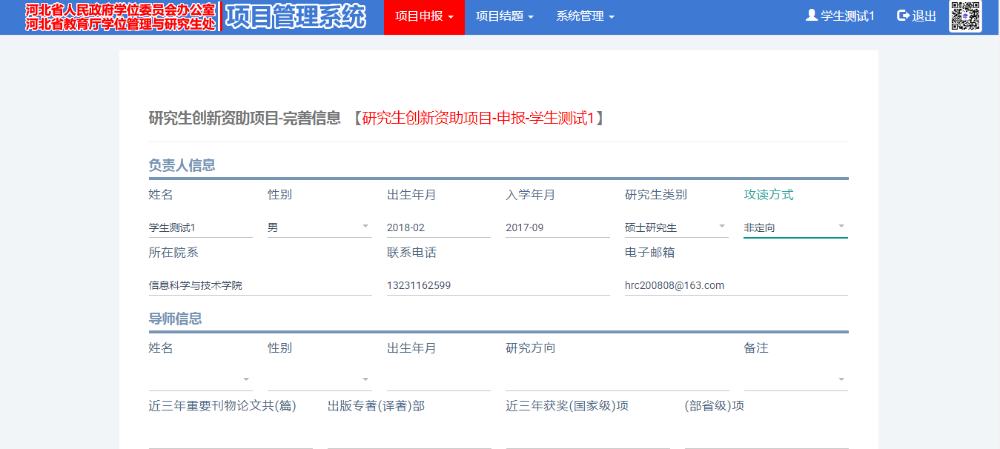 河北省人民政府学位委员会办公室
河北省教育厅学位管理与研究生处
项目管理系统
项目申报 项目结题 系统管理 学生测试1 退出
研究生创新资助项目-完善信息 【研究生创新资助项目-申报-学生测试1】
负责人信息
姓名 性别 出生年月 入学年月 研究生类别 攻读方式
学生测试1 男 2018-02 2017-09 硕士研究生 非定向
所在院系 联系电话 电子邮箱
信息科学与技术学院 13231162599 hrc200808@163.com
导师信息
姓名 性别 出生年月 研究方向 备注
近三年重要刊物论文共(篇) 出版专著(译著)部 近三年获奖(国家级)项 (部省级)项